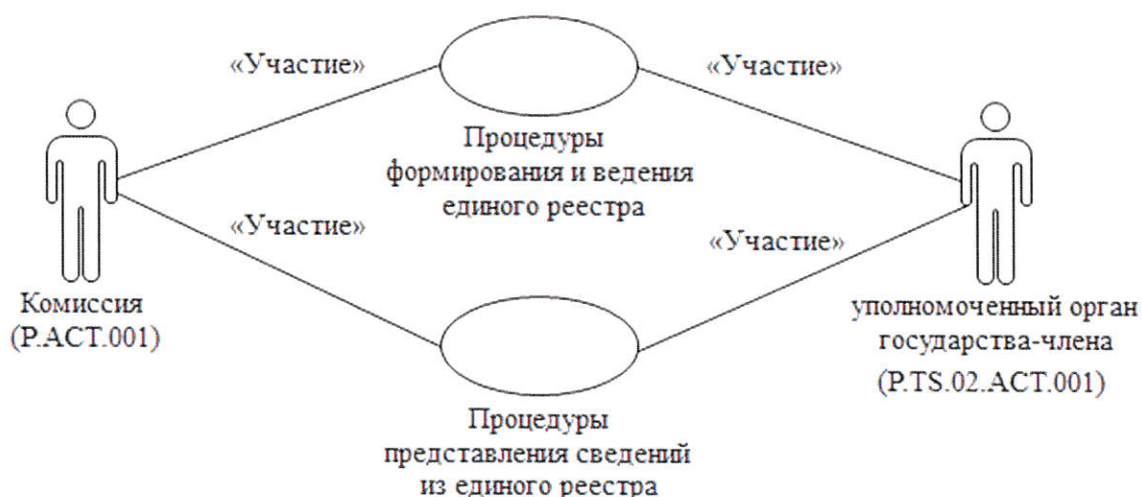 «Участие»
«Участие»
Процедуры
формирования и ведения
единого реестра
«Участие»
«Участие»
Комиссия
(P.ACT.001)
уполномоченный орган
государства-члена
(P.TS.02.ACT.001)
Процедуры
представления сведений
из единого реестра